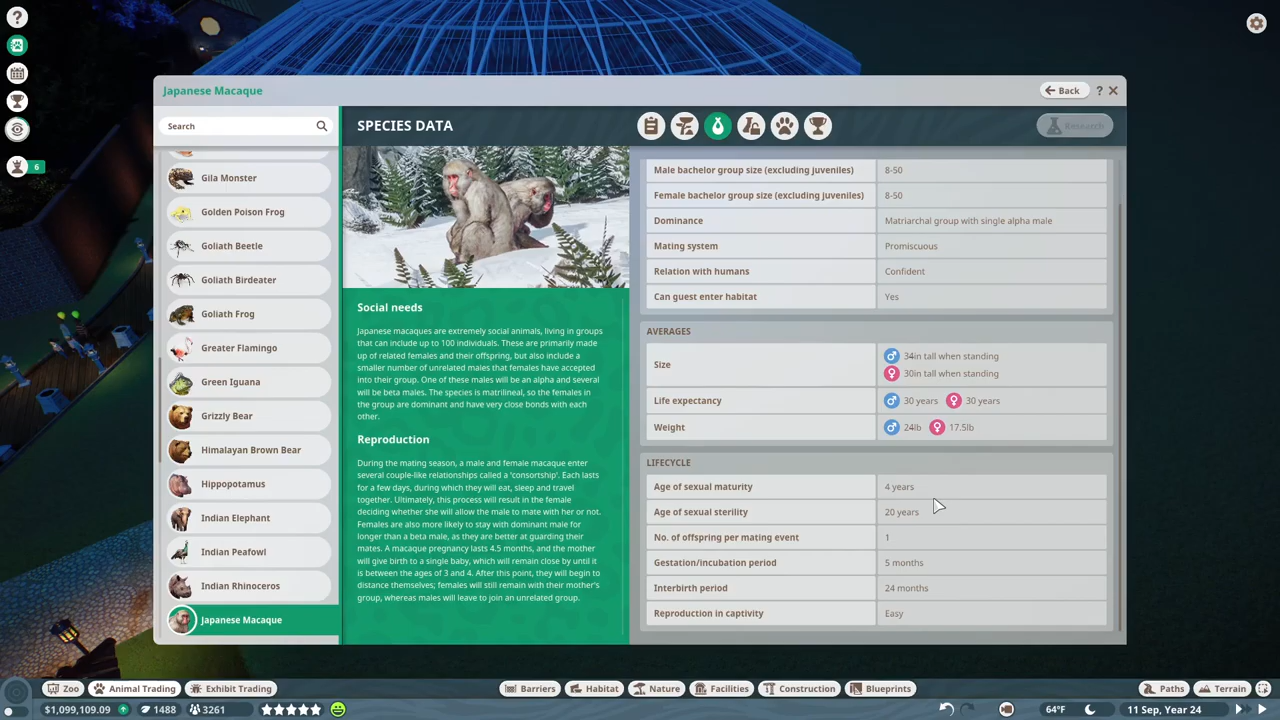 Japanese Macaque
Back
?
Search
SPECIES DATA
Research
6
Gila Monster
Golden Poison Frog
Goliath Beetle
Goliath Birdeater
Goliath Frog
Greater Flamingo
Green Iguana
Grizzly Bear
Himalayan Brown Bear
Hippopotamus
Indian Elephant
Indian Peafowl
Indian Rhinoceros
Japanese Macaque
Social needs
Japanese macaques are extremely social animals, living in groups
that can include up to 100 individuals. These are primarily made
up of related females and their offspring, but also include a
smaller number of unrelated males that females have accepted
into their group. One of these males will be an alpha and several
will be beta males. The species is matrilineal, so the females in
the group are dominant and have very close bonds with each
other.
Reproduction
During the mating season, a male and female macaque enter
several couple-like relationships called a 'consortship'. Each lasts
for a few days, during which they will eat, sleep and travel
together. Ultimately, this process will result in the female
deciding whether she will allow the male to mate with her or not.
Females are also more likely to stay with dominant male for
longer than a beta male, as they are better at guarding their
mates. A macaque pregnancy lasts 4.5 months, and the mother
will give birth to a single baby, which will remain close by until it
is between the ages of 3 and 4. After this point, they will begin to
distance themselves; females will still remain with their mother's
group, whereas males will leave to join an unrelated group.
Male bachelor group size (excluding juveniles) 8-50
Female bachelor group size (excluding juveniles) 8-50
Dominance Matriarchal group with single alpha male
Mating system Promiscuous
Relation with humans Confident
Can guest enter habitat Yes
AVERAGES
Size 34in tall when standing
30in tall when standing
Life expectancy 30 years 30 years
Weight 24lb 17.5lb
LIFECYCLE
Age of sexual maturity 4 years
Age of sexual sterility 20 years
No. of offspring per mating event 1
Gestation/incubation period 5 months
Interbirth period 24 months
Reproduction in captivity Easy
Zoo Animal Trading Exhibit Trading Barriers Habitat Nature Facilities Construction Blueprints Paths Terrain
$1,099,109.09 1488 3261 64°F 11 Sep, Year 24